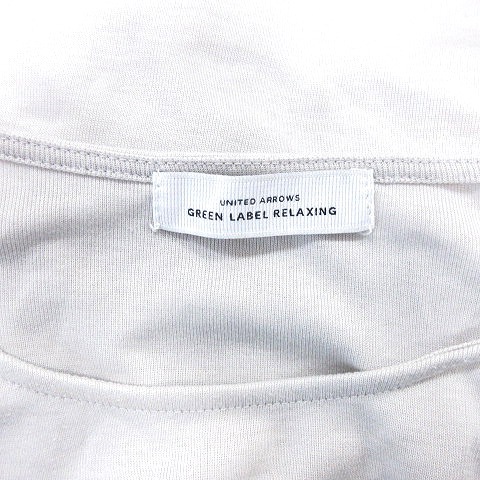 UNITED ARROWS
GREEN LABEL RELAXING